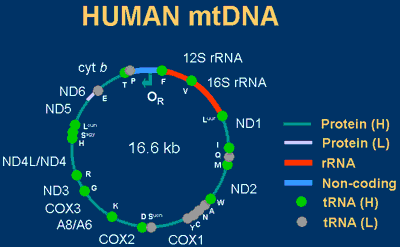 HUMAN mtDNA
12S rRNA
16S rRNA
ND1
ND2
COX1
COX2
A8/A6
COX3
ND3
ND4L/ND4
ND5
ND6
cyt b
OR
16.6 kb
F
V
Luur
I
Q
M
W
A
N
C
Y
Sucn
D
K
G
R
H
Sagy
Lcun
E
T
P
Protein (H)
Protein (L)
rRNA
Non-coding
tRNA (H)
tRNA (L)